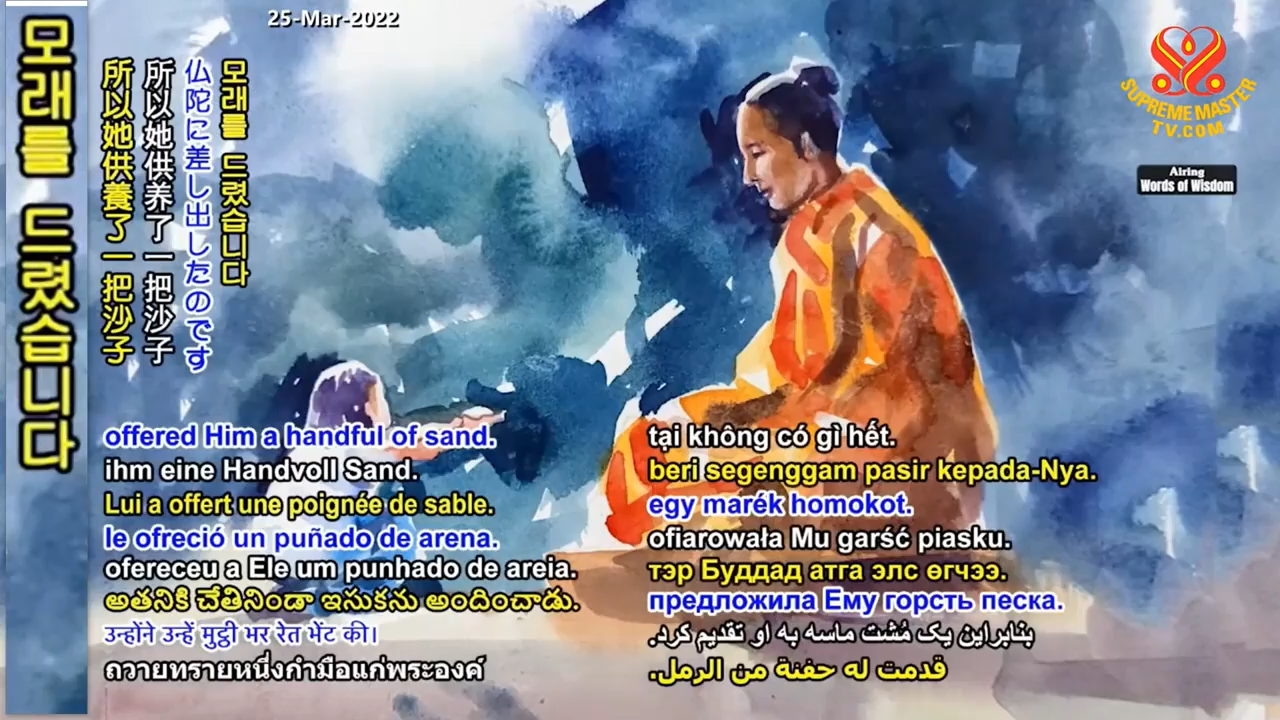 25-Mar-2022
모래를 드렸습니다
所以她供養了一把沙子
所以她供养了一把沙子
仏陀に差し出したのです
모래를 드렸습니다
SUPREME MASTER
TV.COM
Airing
Words of Wisdom
offered Him a handful of sand.
ihm eine Handvoll Sand.
Lui a offert une poignée de sable.
le ofreció un puñado de arena.
ofereceu a Ele um punhado de areia.
అతనికి చేతినిండా ఇసుకను అందించాడు.
उन्होंने उन्हें मुट्ठी भर रेत भेंट की।
ถวายทรายหนึ่งกำมือแก่พระองค์
tại không có gì hết.
beri segenggam pasir kepada-Nya.
egy marék homokot.
ofiarowała Mu garść piasku.
тэр Буддад атга элс өгчээ.
предложила Ему горсть песка.
بنابراین یک مُشت ماسه به او تقدیم کرد.
قدمت له حفنة من الرمل.